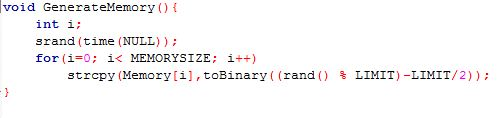 void GenerateMemory(){
int i;
srand(time(NULL));
for(i=0; i< MEMORYSIZE; i++)
strcpy(Memory[i],toBinary((rand() % LIMIT)-LIMIT/2));
}